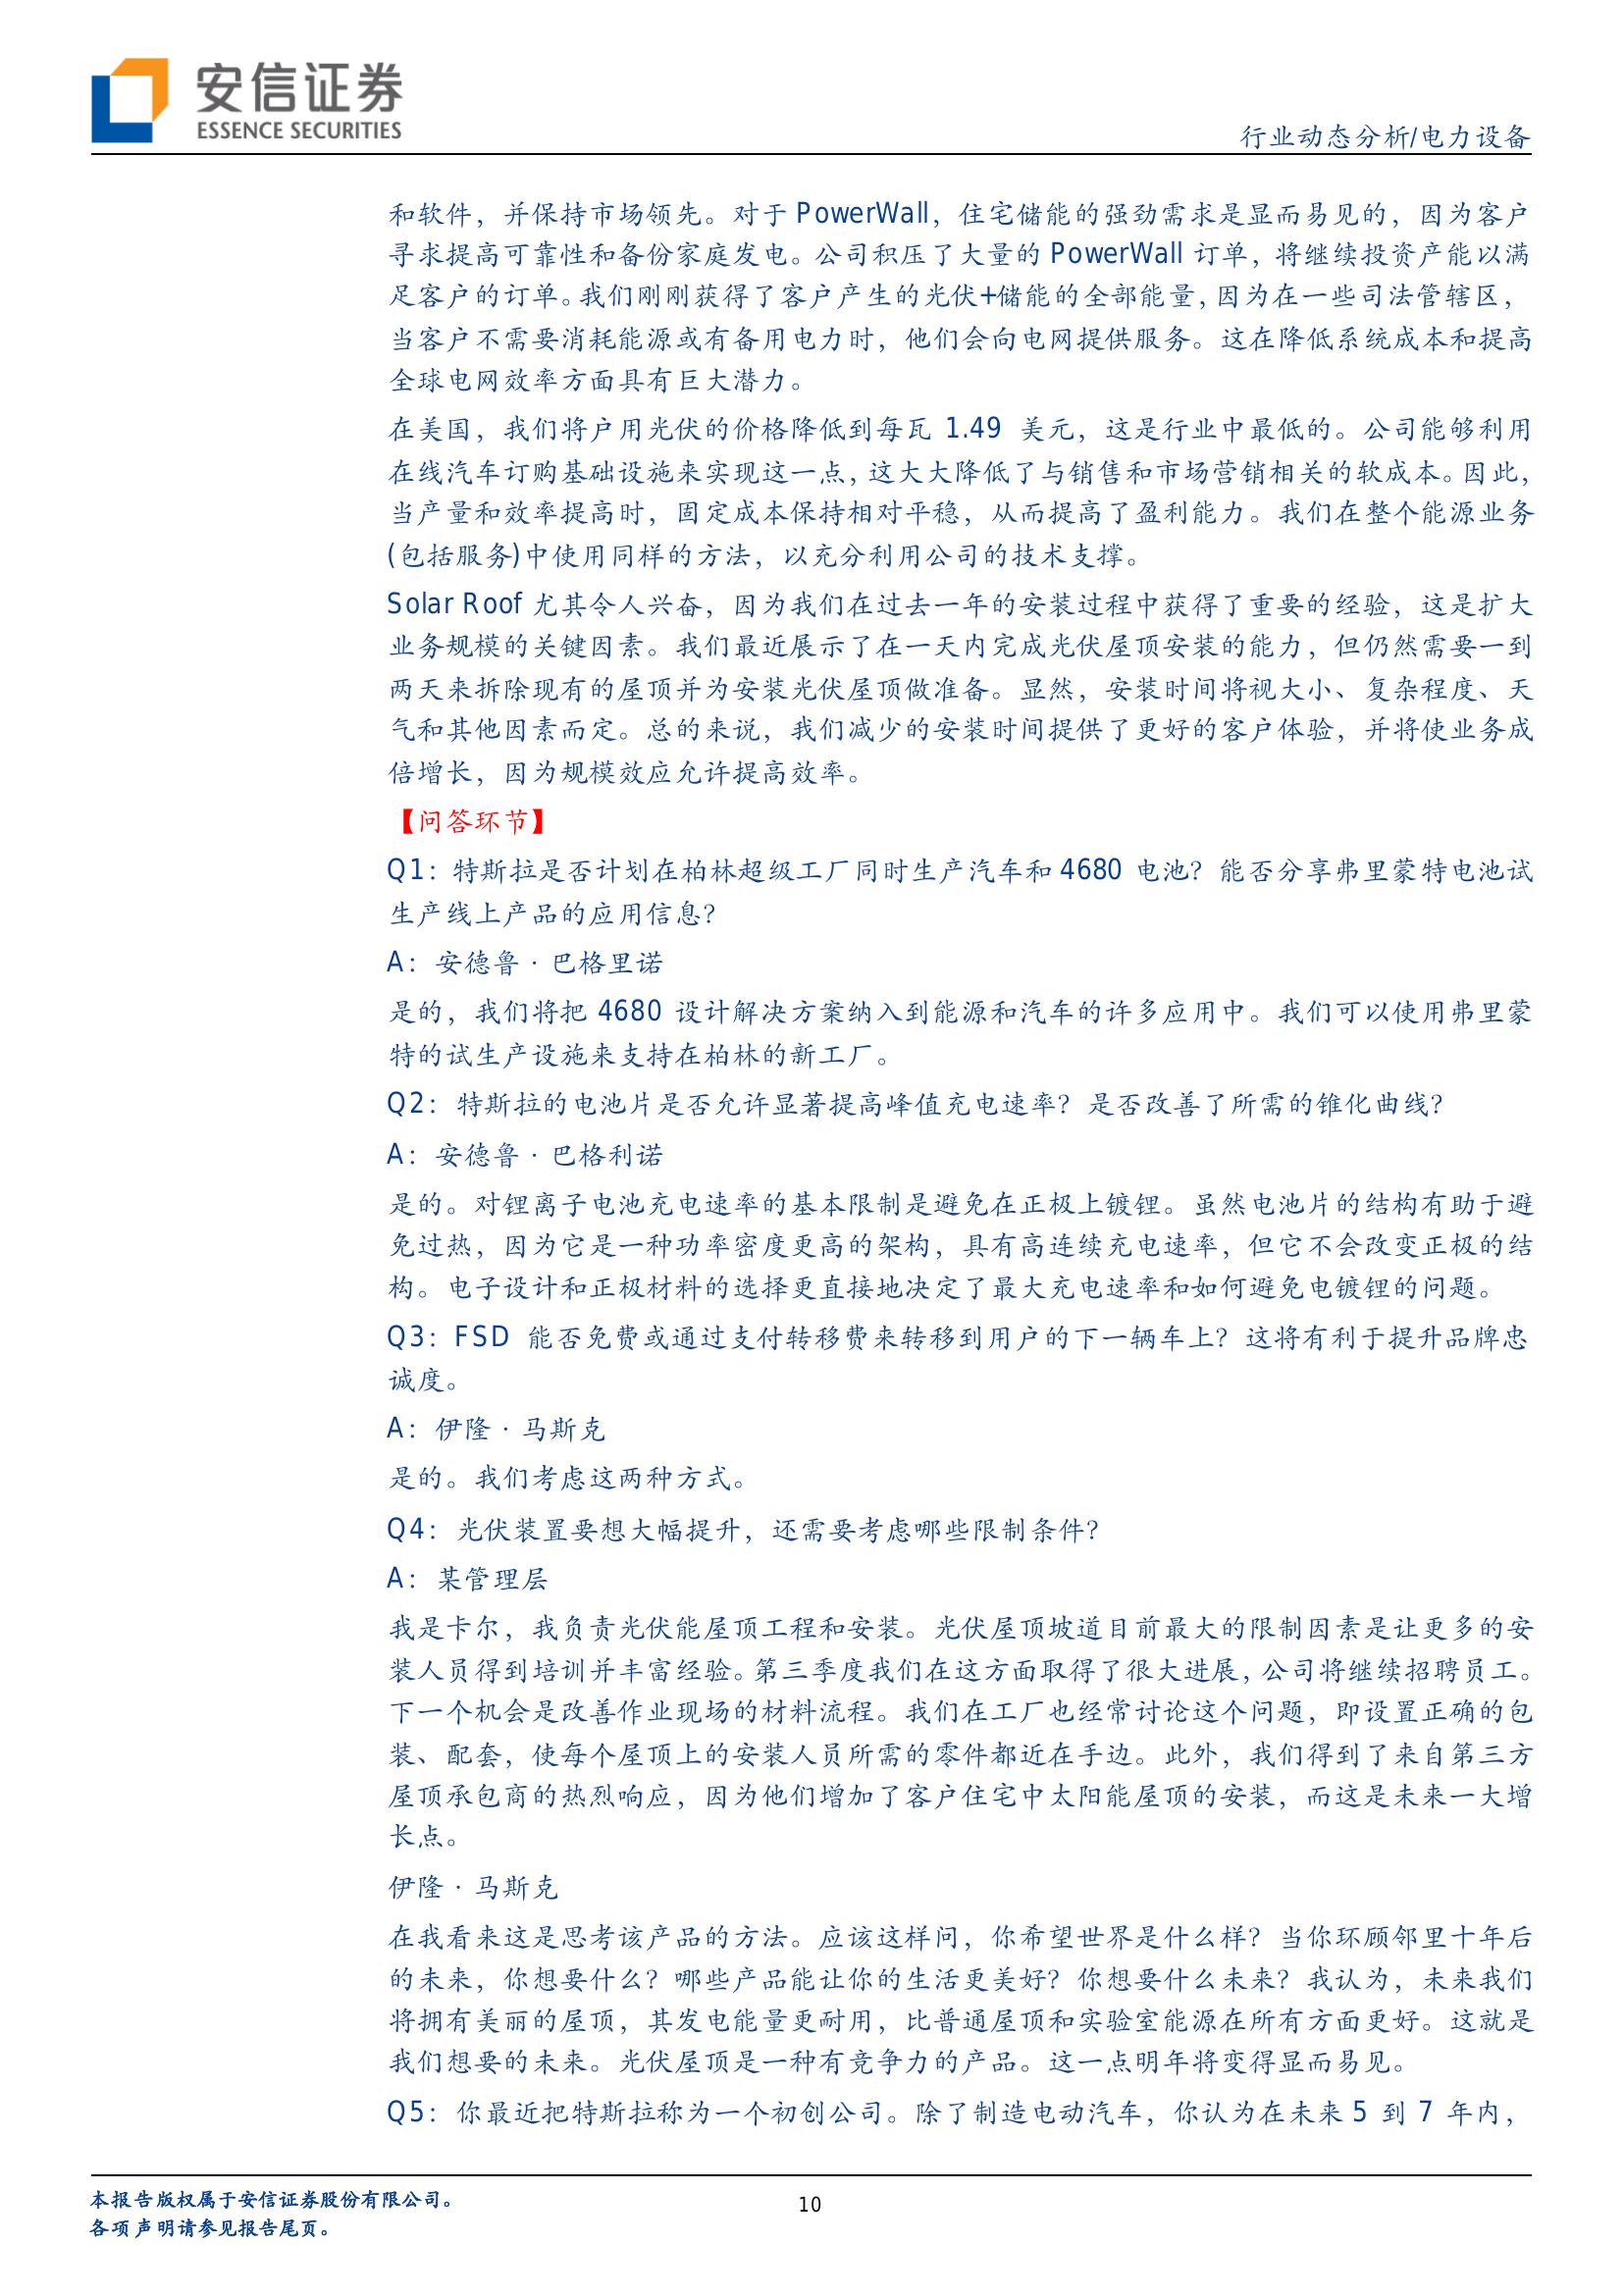 安信证券
ESSENCE SECURITIES
行业动态分析/电力设备
和软件，并保持市场领先。对于 PowerWall，住宅储能的强劲需求是显而易见的，因为客户
寻求提高可靠性和备份家庭发电。公司积压了大量的 PowerWall 订单，将继续投资产能以满
足客户的订单。我们刚刚获得了客户产生的光伏+储能的全部能量，因为在一些司法管辖区，
当客户不需要消耗能源或有备用电力时，他们会向电网提供服务。这在降低系统成本和提高
全球电网效率方面具有巨大潜力。
在美国，我们将户用光伏的价格降低到每瓦 1.49 美元，这是行业中最低的。公司能够利用
在线汽车订购基础设施来实现这一点，这大大降低了与销售和市场营销相关的软成本。因此，
当产量和效率提高时，固定成本保持相对平稳，从而提高了盈利能力。我们在整个能源业务
(包括服务)中使用同样的方法，以充分利用公司的技术支撑。
Solar Roof 尤其令人兴奋，因为我们在过去一年的安装过程中获得了重要的经验，这是扩大
业务规模的关键因素。我们最近展示了在一天内完成光伏屋顶安装的能力，但仍然需要一到
两天来拆除现有的屋顶并为安装光伏屋顶做准备。显然，安装时间将视大小、复杂程度、天
气和其他因素而定。总的来说，我们减少的安装时间提供了更好的客户体验，并将使业务成
倍增长，因为规模效应允许提高效率。
【问答环节】
Q1：特斯拉是否计划在柏林超级工厂同时生产汽车和 4680 电池？能否分享弗里蒙特电池试
生产线上产品的应用信息？
A：安德鲁·巴格里诺
是的，我们将把 4680 设计解决方案纳入到能源和汽车的许多应用中。我们可以使用弗里蒙
特的试生产设施来支持在柏林的新工厂。
Q2：特斯拉的电池片是否允许显著提高峰值充电速率？是否改善了所需的锥化曲线？
A：安德鲁·巴格利诺
是的。对锂离子电池充电速率的基本限制是避免在正极上镀锂。虽然电池片的结构有助于避
免过热，因为它是一种功率密度更高的架构，具有高连续充电速率，但它不会改变正极的结
构。电子设计和正极材料的选择更直接地决定了最大充电速率和如何避免电镀锂的问题。
Q3：FSD 能否免费或通过支付转移费来转移到用户的下一辆车上？这将有利于提升品牌忠
诚度。
A：伊隆·马斯克
是的。我们考虑这两种方式。
Q4：光伏装置要想大幅提升，还需要考虑哪些限制条件？
A：某管理层
我是卡尔，我负责光伏能屋顶工程和安装。光伏屋顶坡道目前最大的限制因素是让更多的安
装人员得到培训并丰富经验。第三季度我们在这方面取得了很大进展，公司将继续招聘员工。
下一个机会是改善作业现场的材料流程。我们在工厂也经常讨论这个问题，即设置正确的包
装、配套，使每个屋顶上的安装人员所需的零件都近在手边。此外，我们得到了来自第三方
屋顶承包商的热烈响应，因为他们增加了客户住宅中太阳能屋顶的安装，而这是未来一大增
长点。
伊隆·马斯克
在我看来这是思考该产品的方法。应该这样问，你希望世界是什么样？当你环顾邻里十年后
的未来，你想要什么？哪些产品能让你的生活更美好？你想要什么未来？我认为，未来我们
将拥有美丽的屋顶，其发电能量更耐用，比普通屋顶和实验室能源在所有方面更好。这就是
我们想要的未来。光伏屋顶是一种有竞争力的产品。这一点明年将变得显而易见。
Q5：你最近把特斯拉称为一个初创公司。除了制造电动汽车，你认为在未来 5 到 7 年内，
本报告版权属于安信证券股份有限公司。
10
各项声明请参见报告尾页。